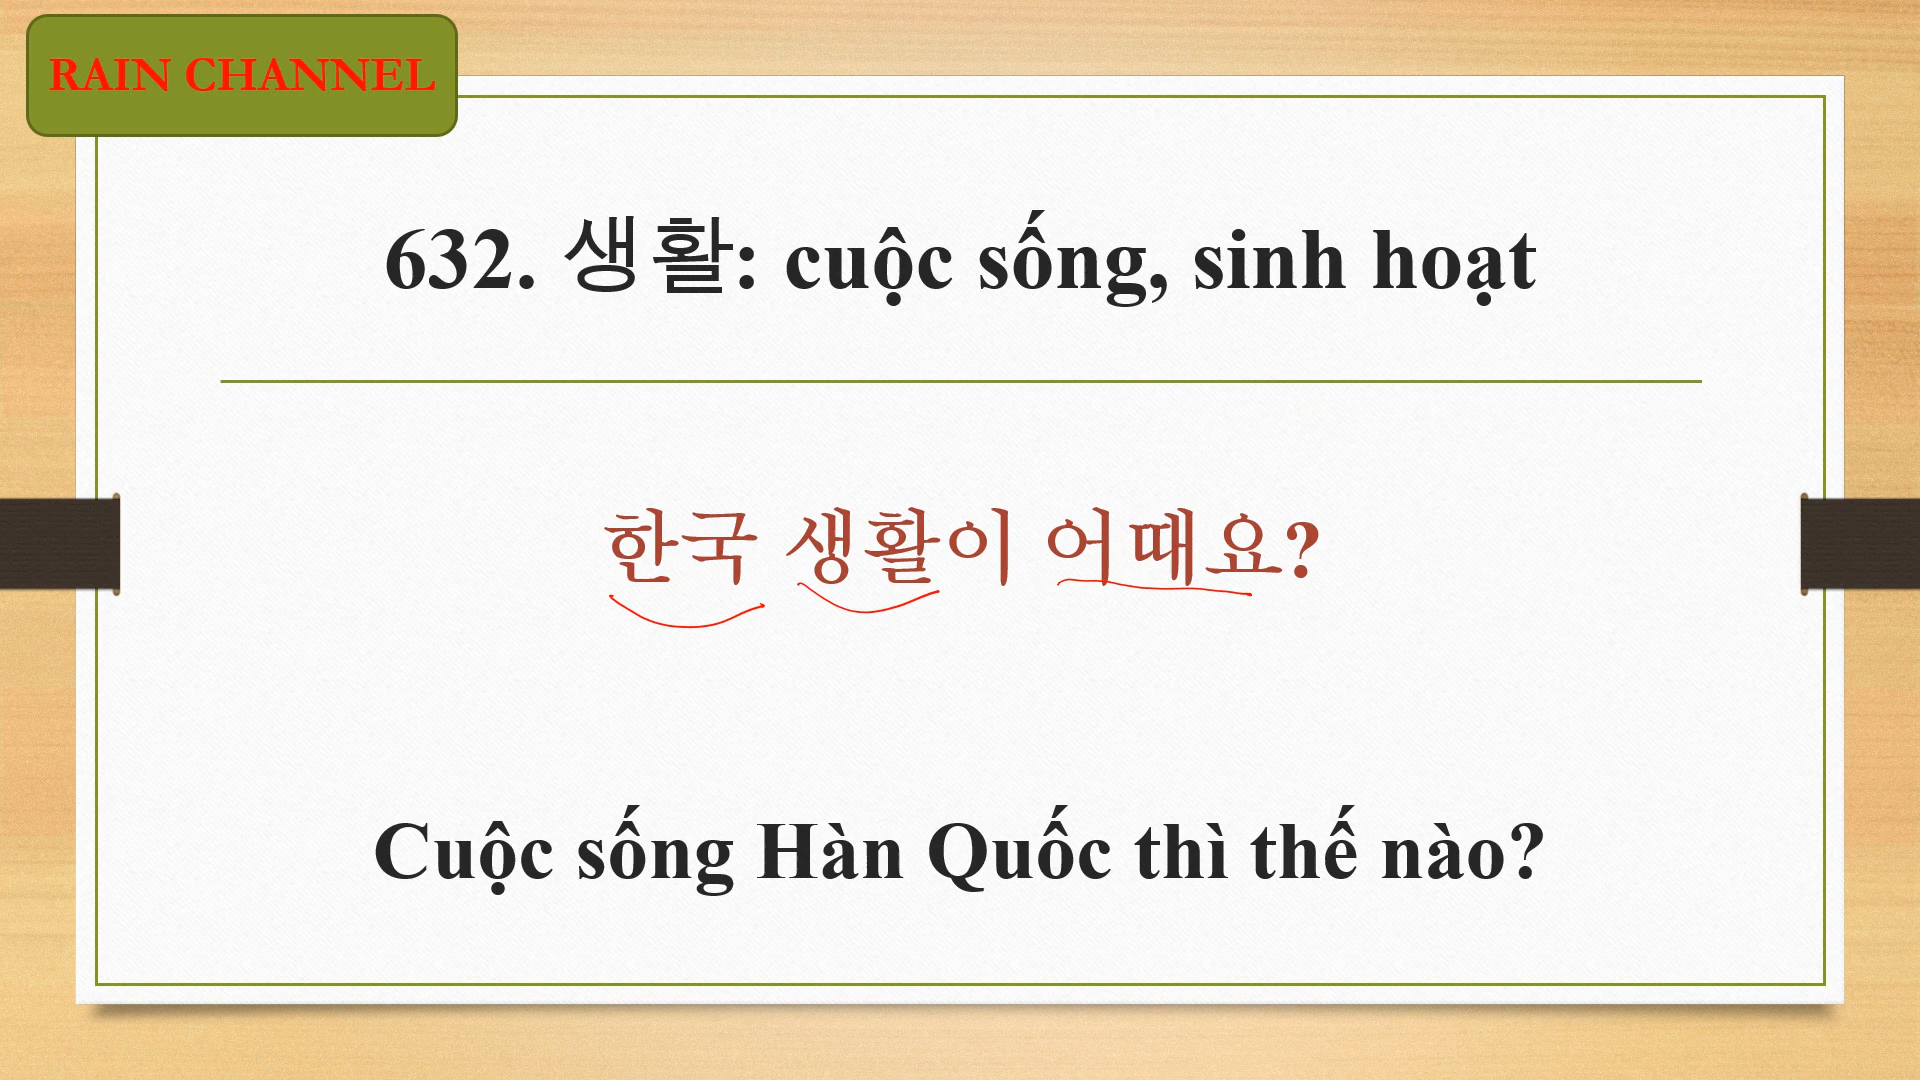 RAIN CHANNEL
632. 생활: cuộc sống, sinh hoạt
한국 생활이 어때요?
Cuộc sống Hàn Quốc thì thế nào?